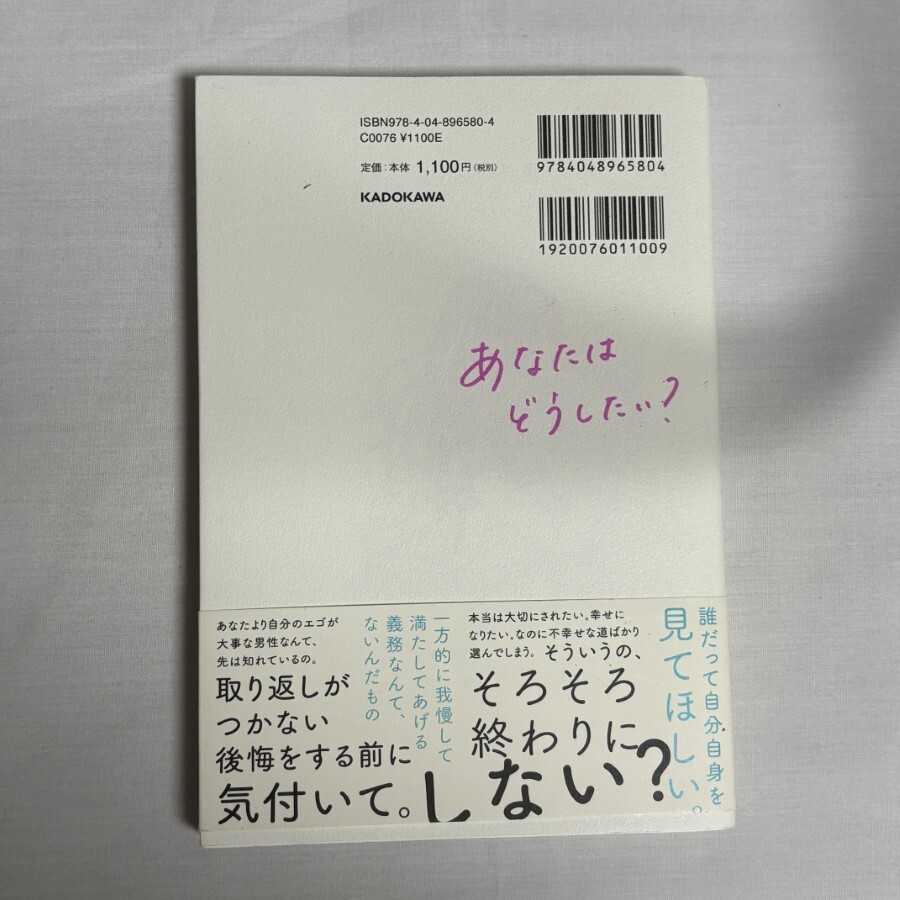 ISBN978-4-04-896580-4
C0076 ¥1100E
定価:本体 1,100円(税別)
KADOKAWA
9784048965804
1920076011009
あなたは
どうしたい?
誰だって自分自身を
見てほしい。
本当は大切にされたい。幸せに
なりたい。なのに不幸せな道ばかり
選んでしまう。そういうの、
そろそろ
終わりに
しない?
一方的に我慢して
満たしてあげる
義務なんて、
ないんだもの
あなたより自分のエゴが
大事な男性なんて、
先は知れているの。
取り返しが
つかない
後悔をする前に
気付いて。